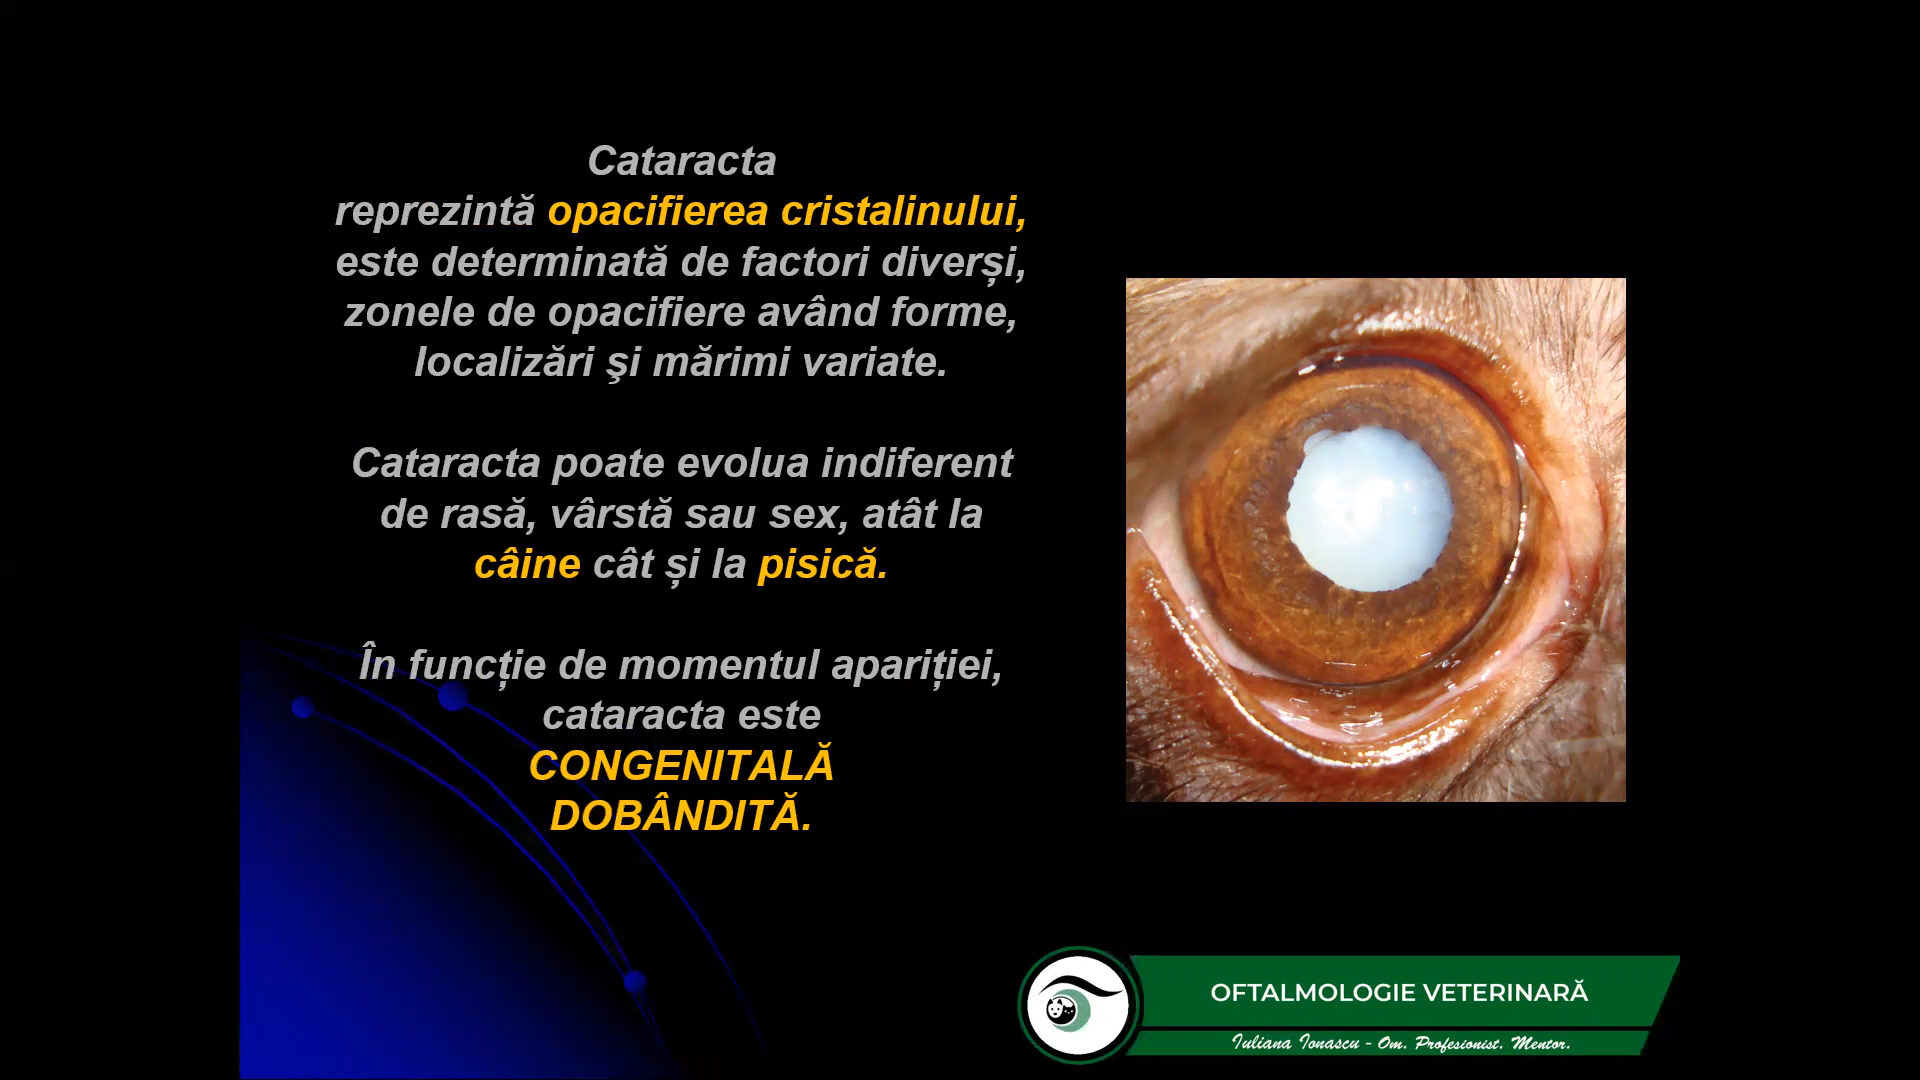 Cataracta
reprezintă opacifierea cristalinului,
este determinată de factori diverși,
zonele de opacifiere având forme,
localizări şi mărimi variate.
Cataracta poate evolua indiferent
de rasă, vârstă sau sex, atât la
câine cât și la pisică.
În funcție de momentul apariției,
cataracta este
CONGENITALĂ
DOBÂNDITĂ.
OFTALMOLOGIE VETERINARĂ
Iuliana Ionascu - Om. Profesionist. Mentor.